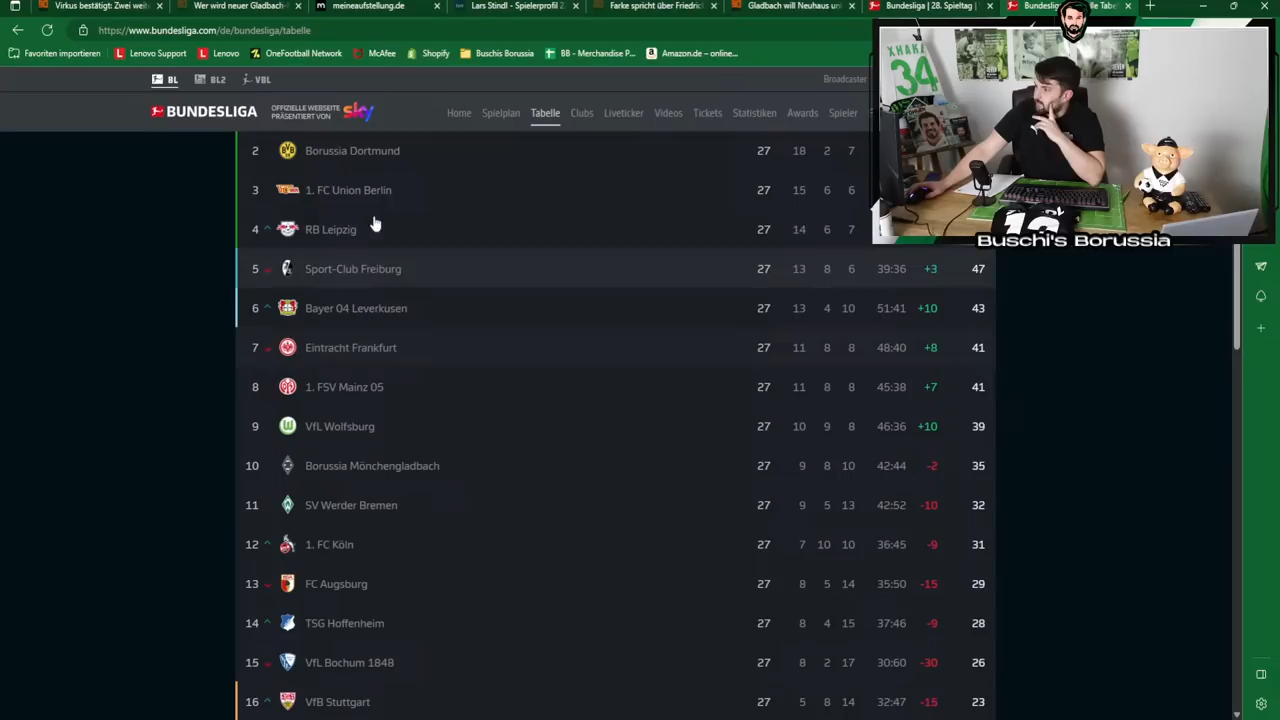 Virkus bestätigt: Zwei weite
Wer wird neuer Gladbach-
meineaufstellung.de
Lars Stindl - Spielerprofil 2
Farke spricht über Friedric
Gladbach will Neuhaus un
Bundesliga | 28. Spieltag
Bundesliga
Tabe
https://www.bundesliga.com/de/bundesliga/tabelle
Favoriten importieren
Lenovo Support
Lenovo
OneFootball Network
McAfee
Shopify
Buschis Borussia
BB - Merchandise P...
Amazon.de – online...
BL
BL2
VBL
Broadcaster
BUNDESLIGA
OFFIZIELLE WEBSEITE
PRÄSENTIERT VON
sky
Home
Spielplan
Tabelle
Clubs
Liveticker
Videos
Tickets
Statistiken
Awards
Spieler
XHAKA
34
Buschi's Borussia
2 Borussia Dortmund 27 18 2 7
3 1. FC Union Berlin 27 15 6 6
4 RB Leipzig 27 14 6 7
5 Sport-Club Freiburg 27 13 8 6 39:36 +3 47
6 Bayer 04 Leverkusen 27 13 4 10 51:41 +10 43
7 Eintracht Frankfurt 27 11 8 8 48:40 +8 41
8 1. FSV Mainz 05 27 11 8 8 45:38 +7 41
9 VfL Wolfsburg 27 10 9 8 46:36 +10 39
10 Borussia Mönchengladbach 27 9 8 10 42:44 -2 35
11 SV Werder Bremen 27 9 5 13 42:52 -10 32
12 1. FC Köln 27 7 10 10 36:45 -9 31
13 FC Augsburg 27 8 5 14 35:50 -15 29
14 TSG Hoffenheim 27 8 4 15 37:46 -9 28
15 VfL Bochum 1848 27 8 2 17 30:60 -30 26
16 VfB Stuttgart 27 5 8 14 32:47 -15 23